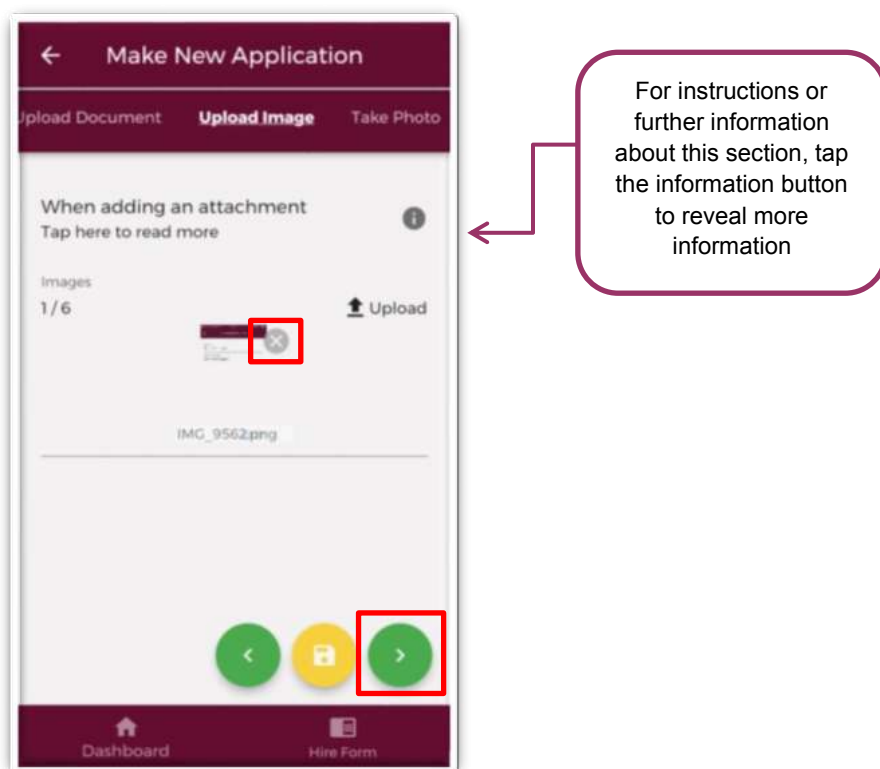 Make New Application
Upload Document Upload Image Take Photo
When adding an attachment
Tap here to read more
Images
1 / 6
Upload
IMG_9562.png
Dashboard Hire Form
For instructions or
further information
about this section, tap
the information button
to reveal more
information